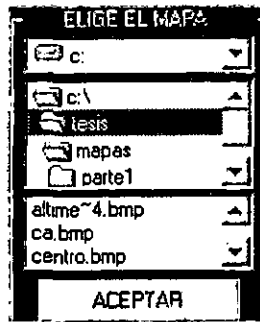 ELIGE EL MAPA
c:
c:\
tesis
mapas
parte1
altime~4.bmp
ca.bmp
centro.bmp
ACEPTAR